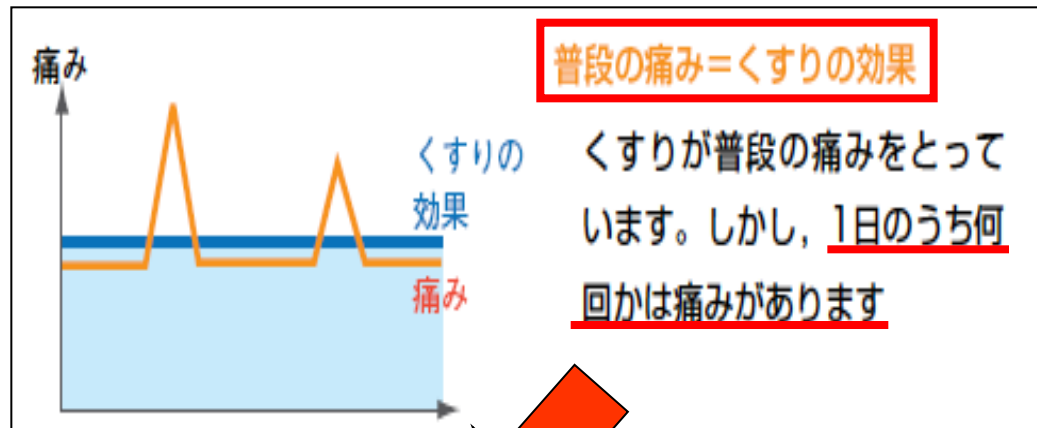 痛み
普段の痛み＝くすりの効果
くすりの
効果
痛み
くすりが普段の痛みをとって
います。しかし，1日のうち何
回かは痛みがあります